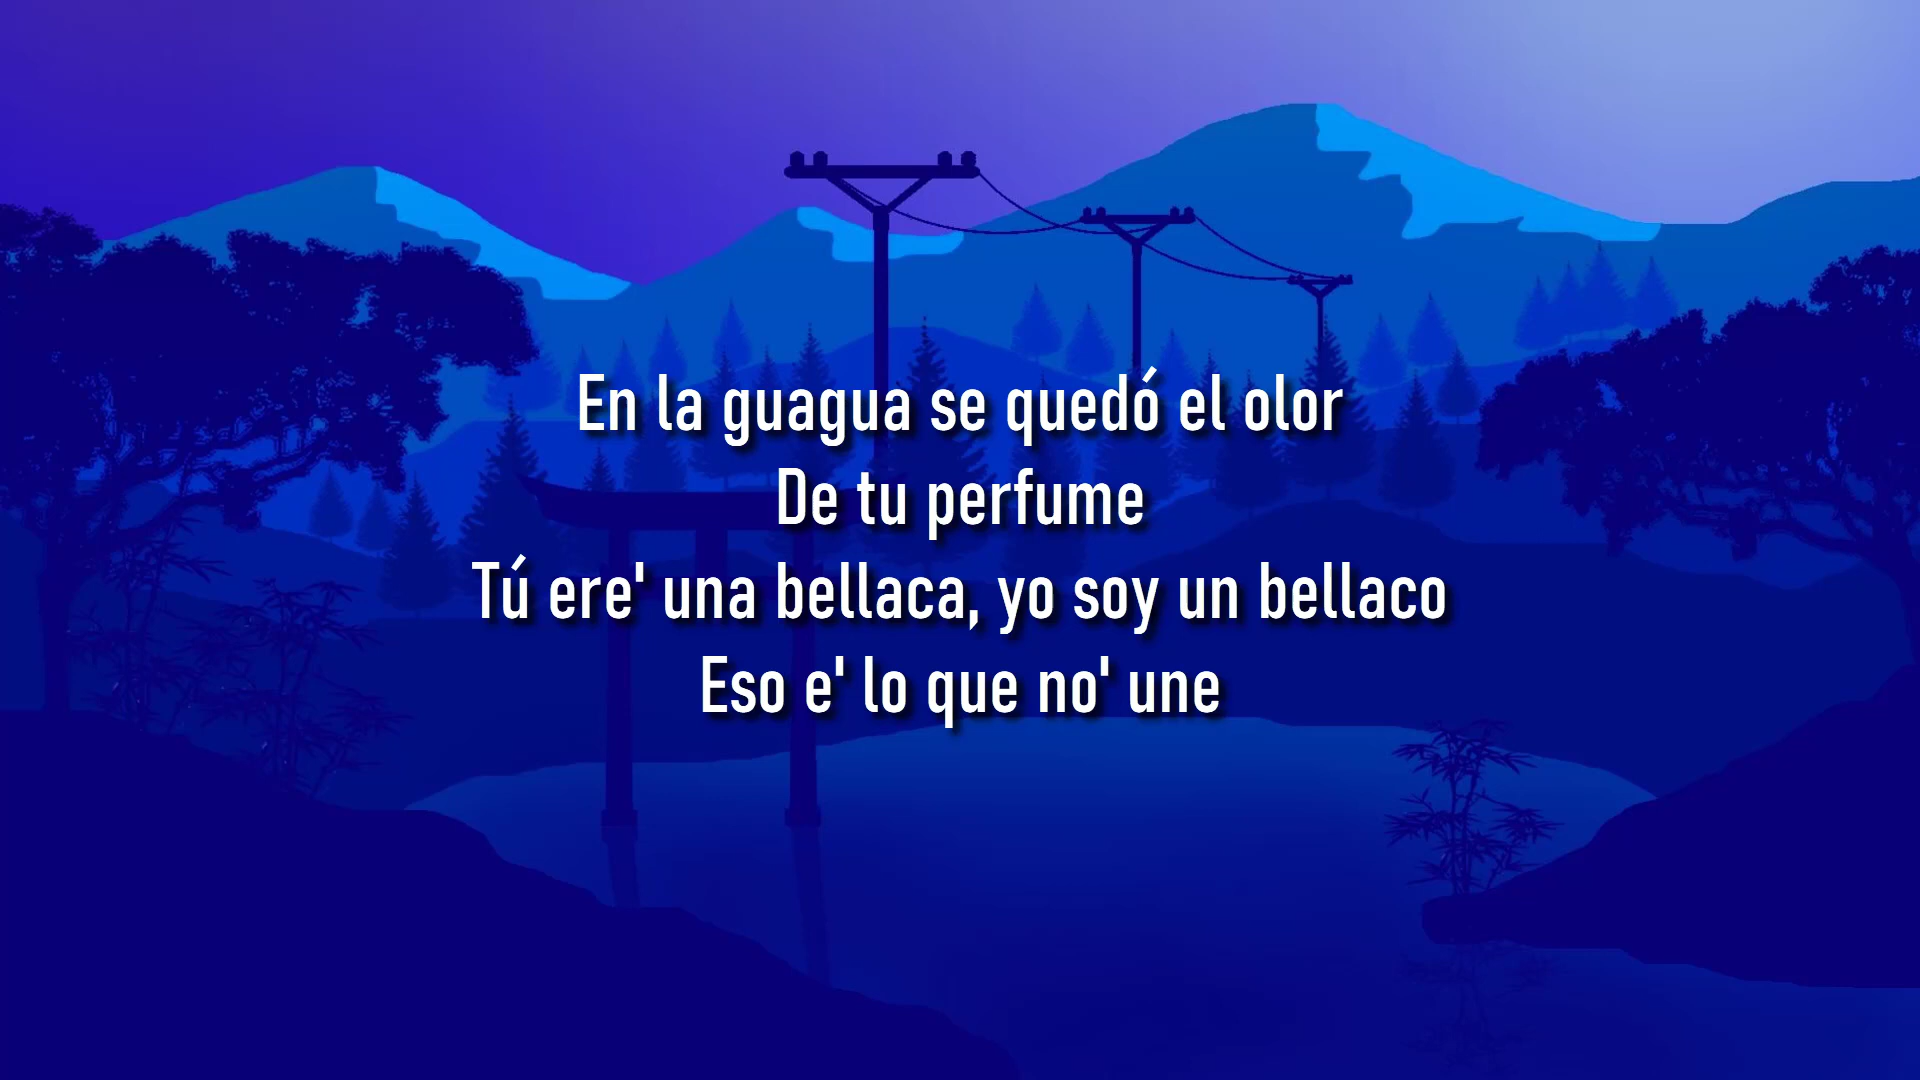 En la guagua se quedó el olor
De tu perfume
Tú ere' una bellaca, yo soy un bellaco
Eso e' lo que no' une